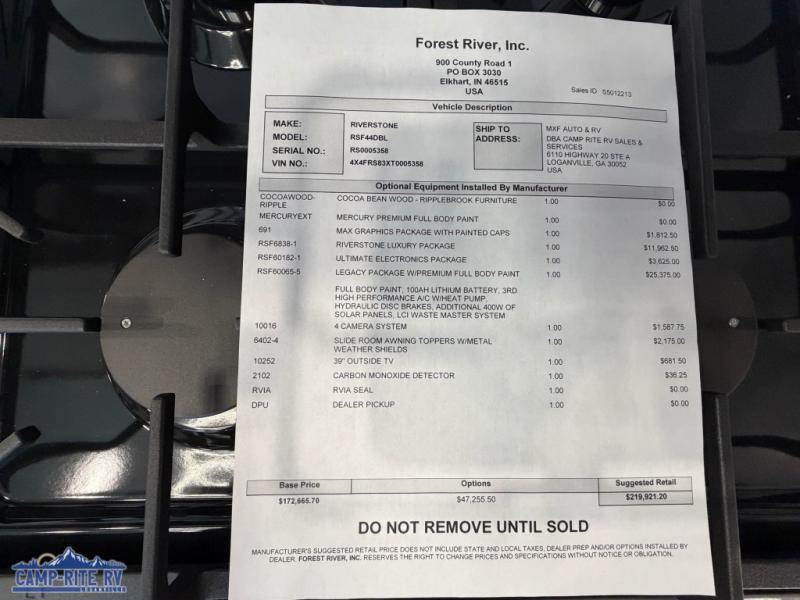 Forest River, Inc.
900 County Road 1
PO BOX 3030
Elkhart, IN 46515
USA
Sales ID S5012213
Vehicle Description
MAKE: RIVERSTONE
MODEL: RSF44DBL
SERIAL NO.: RS0005358
VIN NO.: 4X4FRS83XT0005358
SHIP TO
ADDRESS:
MXF AUTO & RV
DBA CAMP RITE RV SALES &
SERVICES
6110 HIGHWAY 20 STE A
LOGANVILLE, GA 30052
USA
Optional Equipment Installed By Manufacturer
COCOAWOOD- COCOA BEAN WOOD - RIPPLEBROOK FURNITURE 1.00 $0.00
RIPPLE
MERCURYEXT MERCURY PREMIUM FULL BODY PAINT 1.00 $0.00
691 MAX GRAPHICS PACKAGE WITH PAINTED CAPS 1.00 $1,812.50
RSF6838-1 RIVERSTONE LUXURY PACKAGE 1.00 $11,962.50
RSF60182-1 ULTIMATE ELECTRONICS PACKAGE 1.00 $3,625.00
RSF60065-5 LEGACY PACKAGE W/PREMIUM FULL BODY PAINT 1.00 $25,375.00
FULL BODY PAINT, 100AH LITHIUM BATTERY, 3RD
HIGH PERFORMANCE A/C W/HEAT PUMP,
HYDRAULIC DISC BRAKES, ADDITIONAL 400W OF
SOLAR PANELS, LCI WASTE MASTER SYSTEM
10016 4 CAMERA SYSTEM 1.00 $1,587.75
6402-4 SLIDE ROOM AWNING TOPPERS W/METAL 1.00 $2,175.00
WEATHER SHIELDS
10252 39" OUTSIDE TV 1.00 $681.50
2102 CARBON MONOXIDE DETECTOR 1.00 $36.25
RVIA RVIA SEAL 1.00 $0.00
DPU DEALER PICKUP 1.00 $0.00
Base Price Options Suggested Retail
$172,665.70 $47,255.50 $219,921.20
DO NOT REMOVE UNTIL SOLD
MANUFACTURER'S SUGGESTED RETAIL PRICE DOES NOT INCLUDE STATE AND LOCAL TAXES, DEALER PREP AND/OR OPTIONS INSTALLED BY
DEALER. FOREST RIVER, INC. RESERVES THE RIGHT TO CHANGE PRICES AND SPECIFICATIONS WITHOUT NOTICE OR OBLIGATION.
CAMP-RITE RV
LOGANVILLE